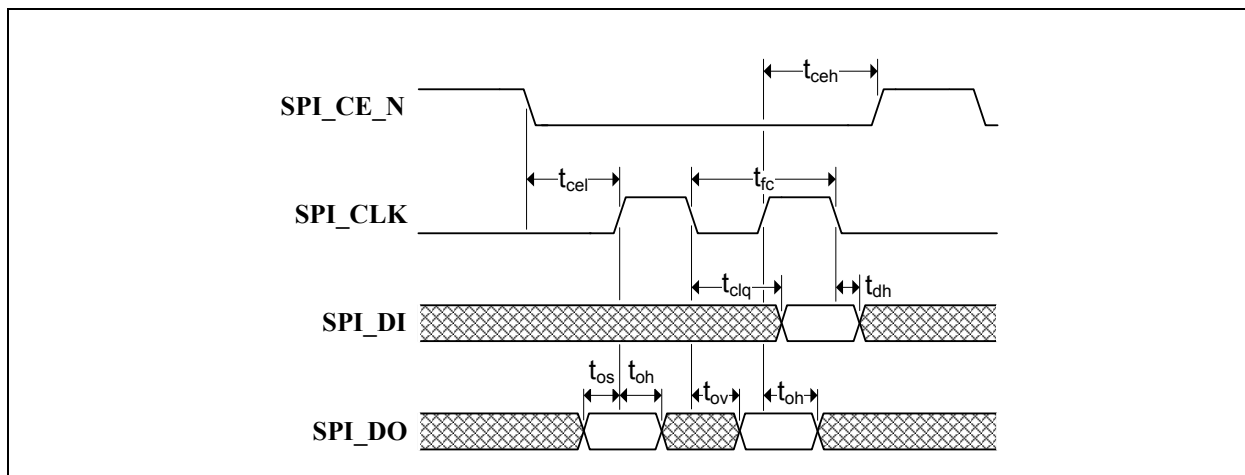 t_ceh
SPI_CE_N
t_cel t_fc
SPI_CLK
t_clq t_dh
SPI_DI
t_os t_oh t_ov t_oh
SPI_DO